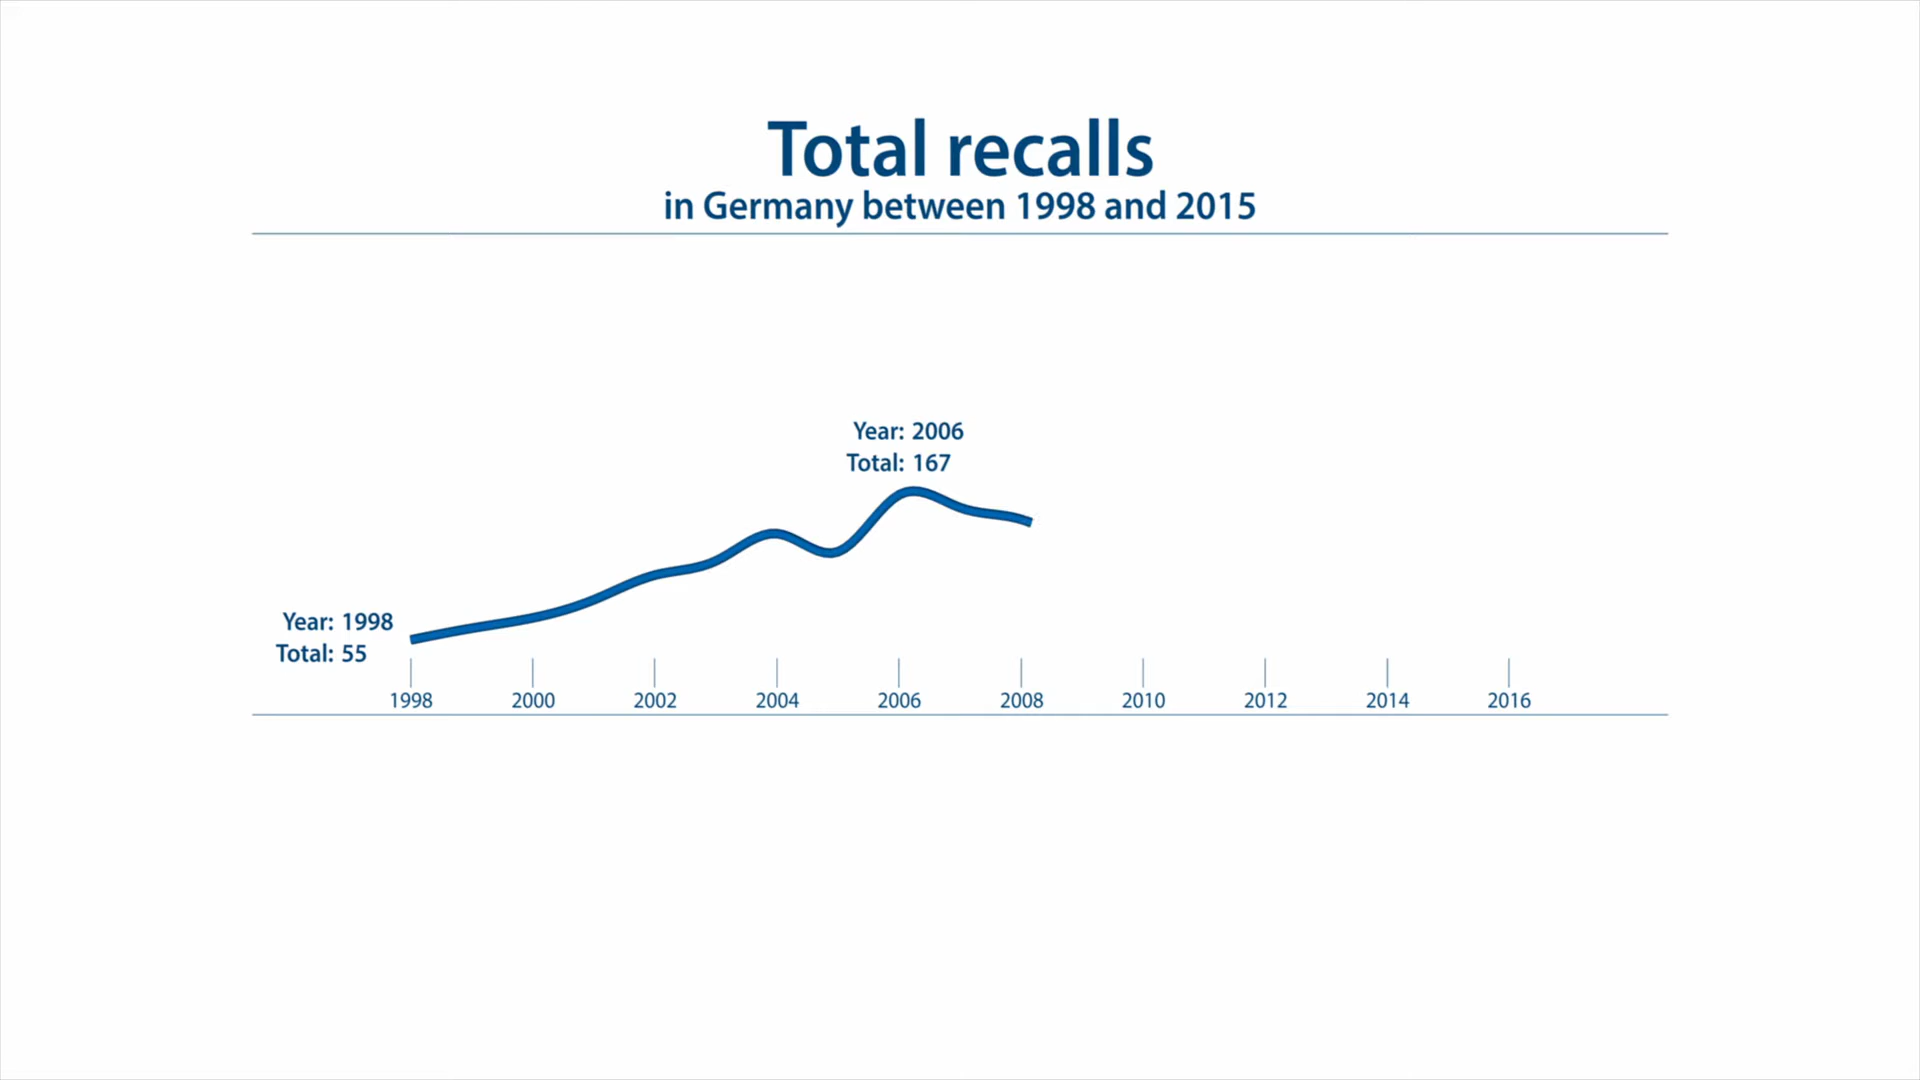 Total recalls
in Germany between 1998 and 2015
Year: 2006
Total: 167
Year: 1998
Total: 55
1998 2000 2002 2004 2006 2008 2010 2012 2014 2016